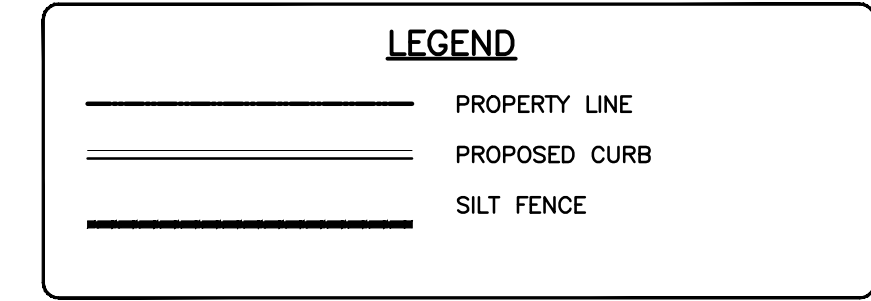 LEGEND
PROPERTY LINE
PROPOSED CURB
SILT FENCE